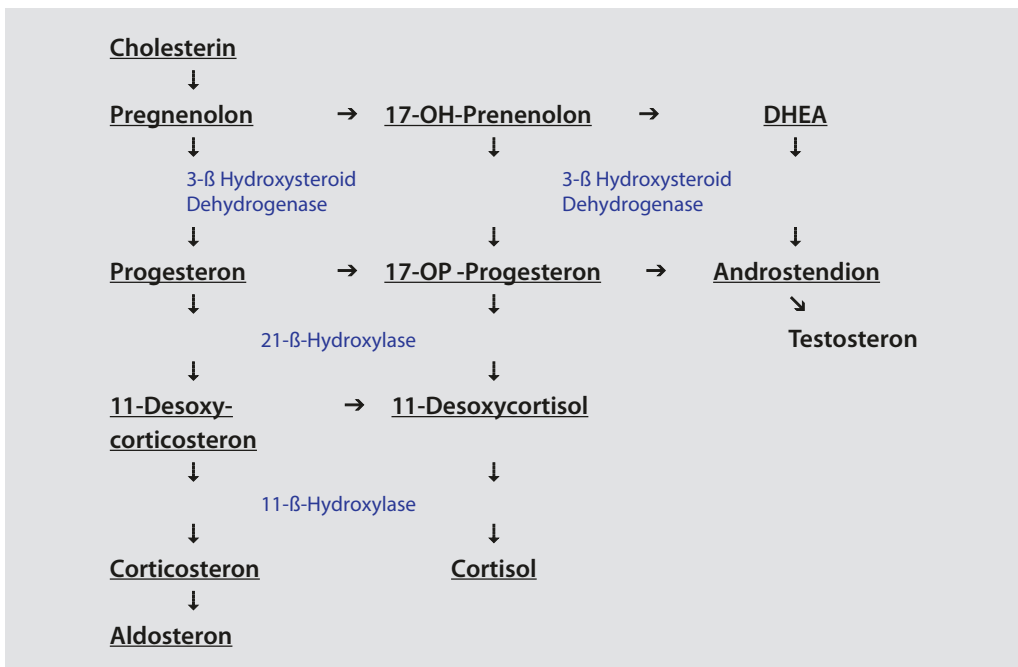 Cholesterin
↓
Pregnenolon → 17-OH-Prenenolon → DHEA
↓ ↓ ↓
3-ß Hydroxysteroid 3-ß Hydroxysteroid
Dehydrogenase Dehydrogenase
↓ ↓ ↓
Progesteron → 17-OP -Progesteron → Androstendion
↓ ↓ ↘
21-ß-Hydroxylase Testosteron
↓ ↓
11-Desoxy- → 11-Desoxycortisol
corticosteron
↓ ↓
11-ß-Hydroxylase
↓ ↓
Corticosteron Cortisol
↓
Aldosteron